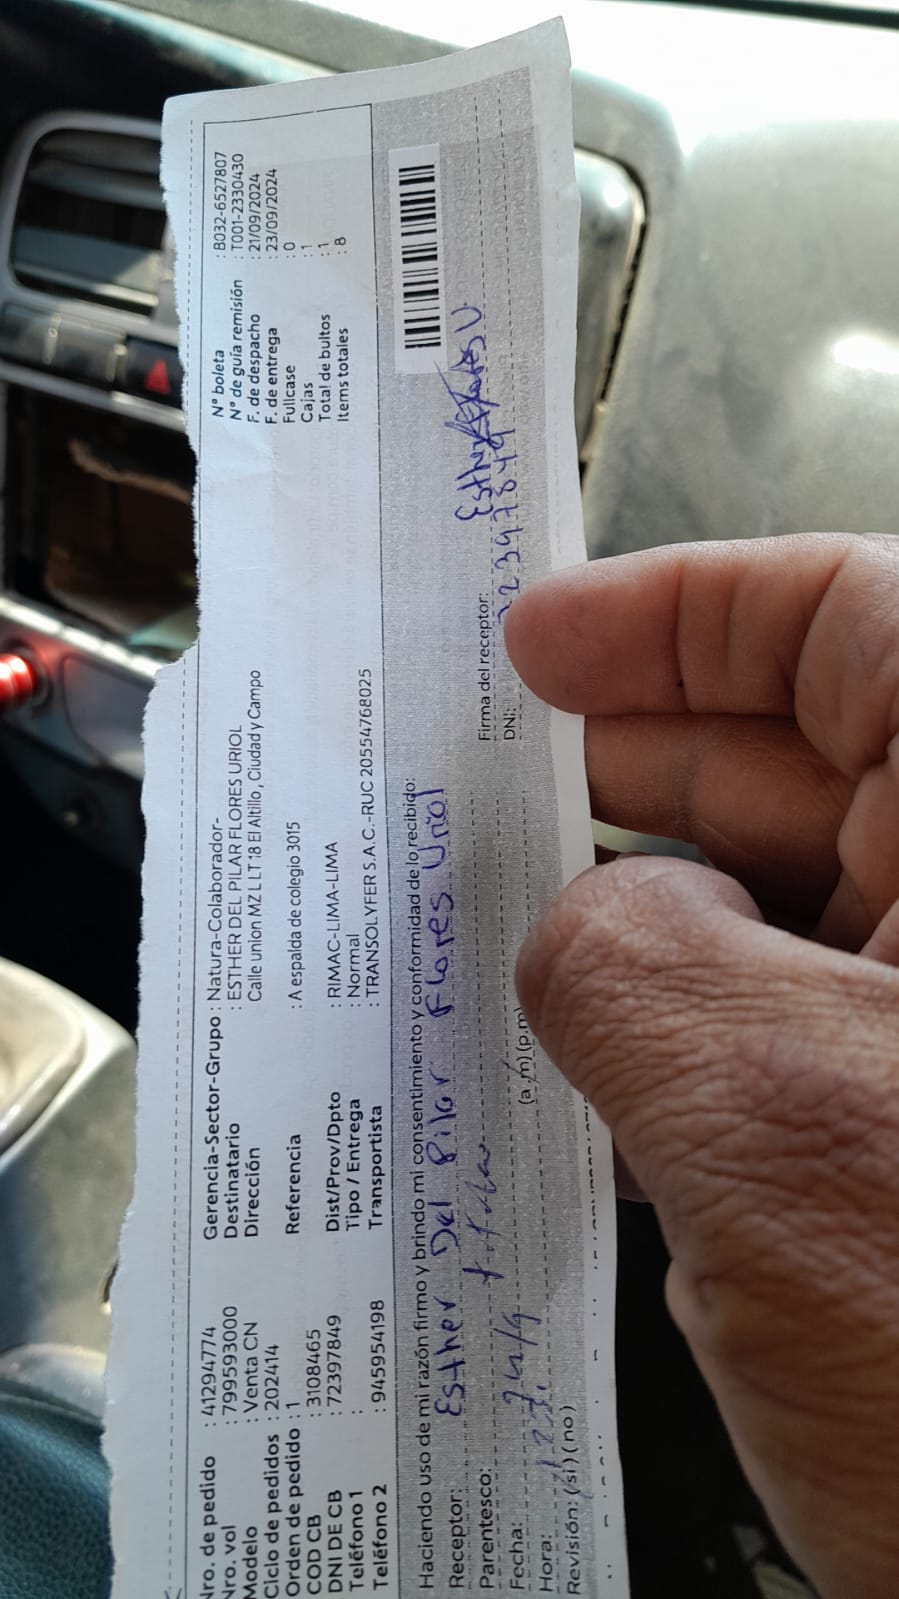 Nro. de pedido : 41294774
Nro. vol : 799593000
Modelo : Venta CN
Ciclo de pedidos : 202414
Orden de pedido : 1
COD CB : 3108465
DNI DE CB : 72397849
Teléfono 1 :
Teléfono 2 : 945954198
Gerencia-Sector-Grupo : Natura-Colaborador-
Destinatario : ESTHER DEL PILAR FLORES URIOL
Dirección Calle union MZ L LT 18 El Altillo, Ciudad y Campo
Referencia : A espalda de colegio 3015
Dist/Prov/Dpto : RIMAC-LIMA-LIMA
Tipo / Entrega : Normal
Transportista : TRANSOLYFER S.A.C.-RUC 20554768025
N° boleta : B032-6527807
N° de guía remisión : T001-2330430
F. de despacho : 21/09/2024
F. de entrega : 23/09/2024
Fullcase : 0
Cajas : 1
Total de bultos : 1
Items totales : 8
Haciendo uso de mi razón firmo y brindo mi consentimiento y conformidad de lo recibido:
Receptor: Esther Del Pilar Flores Uriol
Parentesco: titular
Fecha:
Hora: (a.m) (p.m)
Revisión: (si) (no)
Firma del receptor: Esther Flores U.
DNI: 2397849